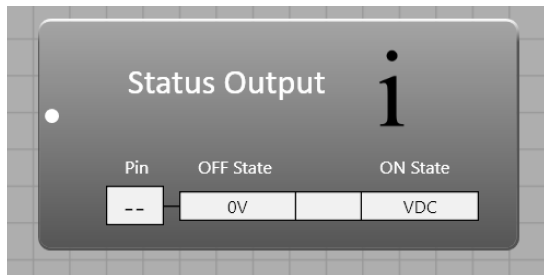 Status Output i
Pin OFF State ON State
-- 0V VDC